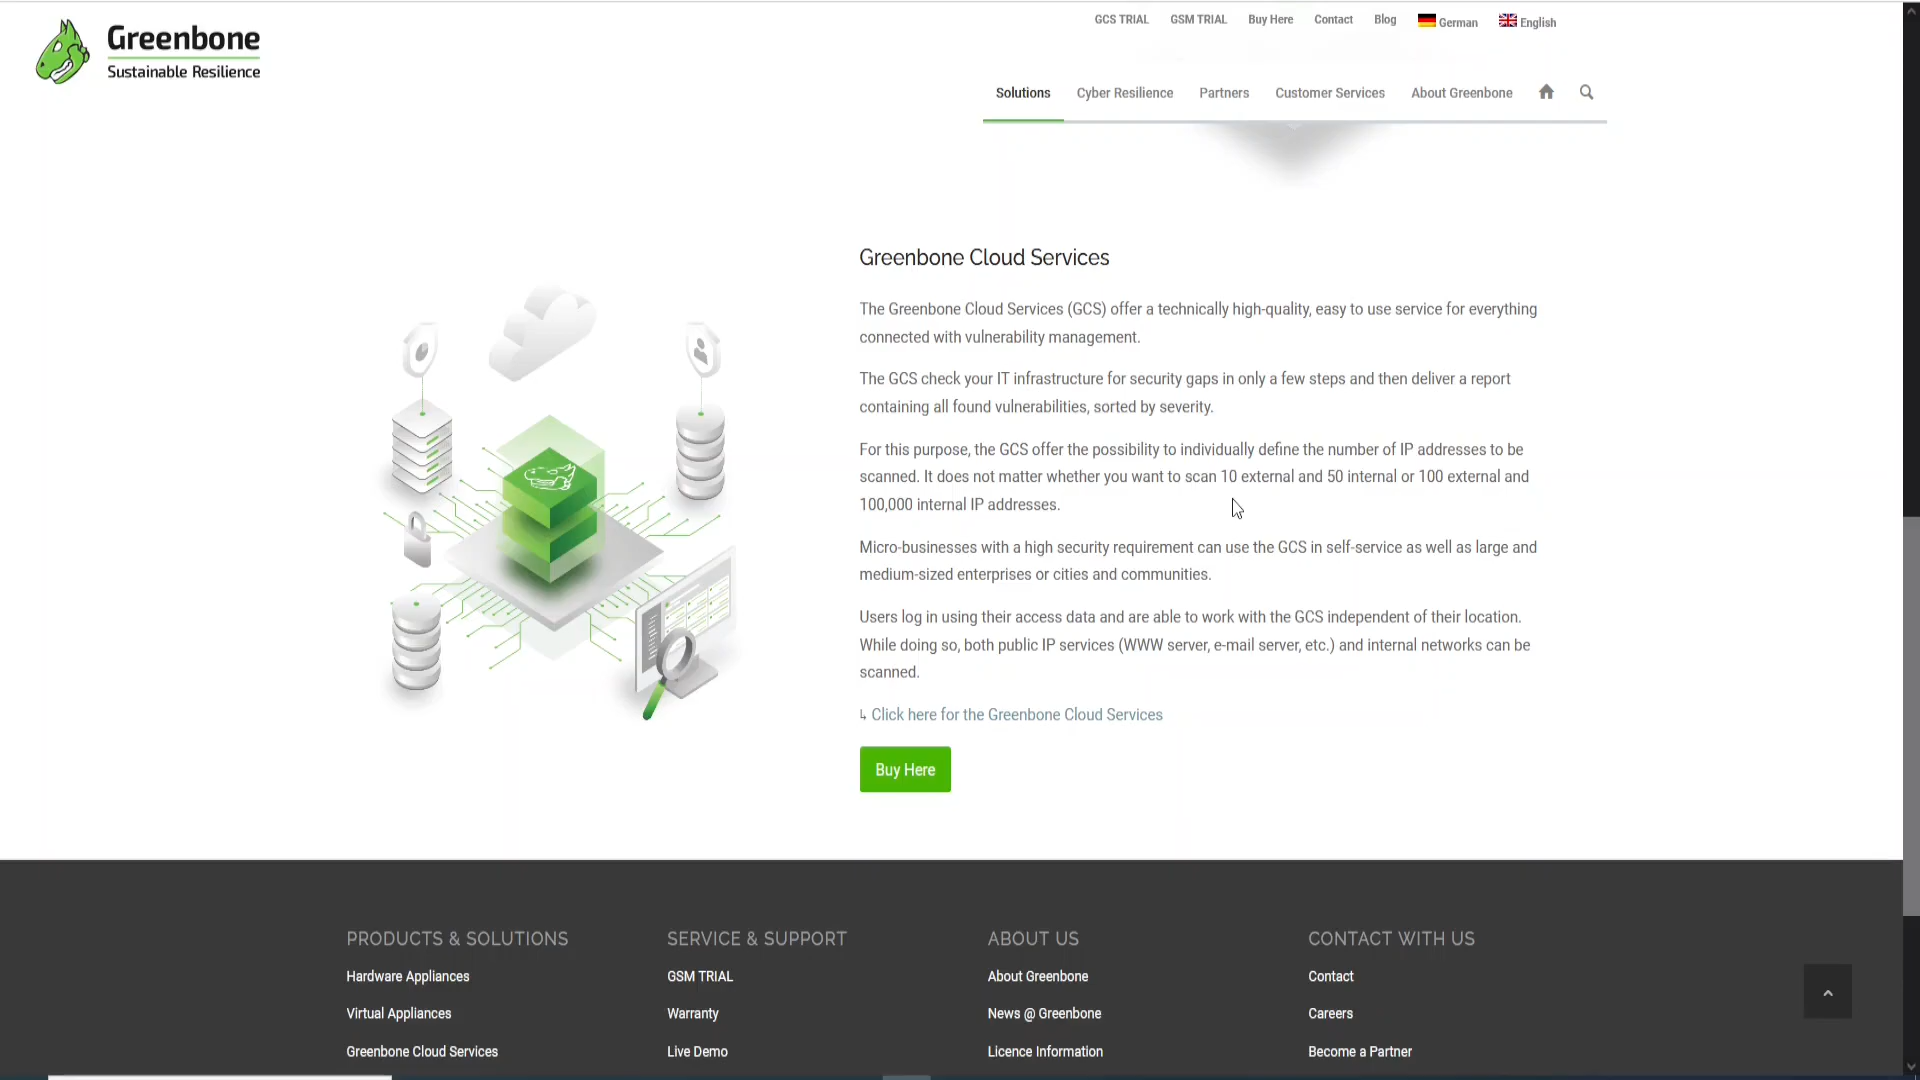 GCS TRIAL GSM TRIAL Buy Here Contact Blog German English
Greenbone
Sustainable Resilience
Solutions Cyber Resilience Partners Customer Services About Greenbone
Greenbone Cloud Services
The Greenbone Cloud Services (GCS) offer a technically high-quality, easy to use service for everything
connected with vulnerability management.
The GCS check your IT infrastructure for security gaps in only a few steps and then deliver a report
containing all found vulnerabilities, sorted by severity.
For this purpose, the GCS offer the possibility to individually define the number of IP addresses to be
scanned. It does not matter whether you want to scan 10 external and 50 internal or 100 external and
100,000 internal IP addresses.
Micro-businesses with a high security requirement can use the GCS in self-service as well as large and
medium-sized enterprises or cities and communities.
Users log in using their access data and are able to work with the GCS independent of their location.
While doing so, both public IP services (WWW server, e-mail server, etc.) and internal networks can be
scanned.
↳ Click here for the Greenbone Cloud Services
Buy Here
PRODUCTS & SOLUTIONS SERVICE & SUPPORT ABOUT US CONTACT WITH US
Hardware Appliances GSM TRIAL About Greenbone Contact
Virtual Appliances Warranty News @ Greenbone Careers
Greenbone Cloud Services Live Demo Licence Information Become a Partner